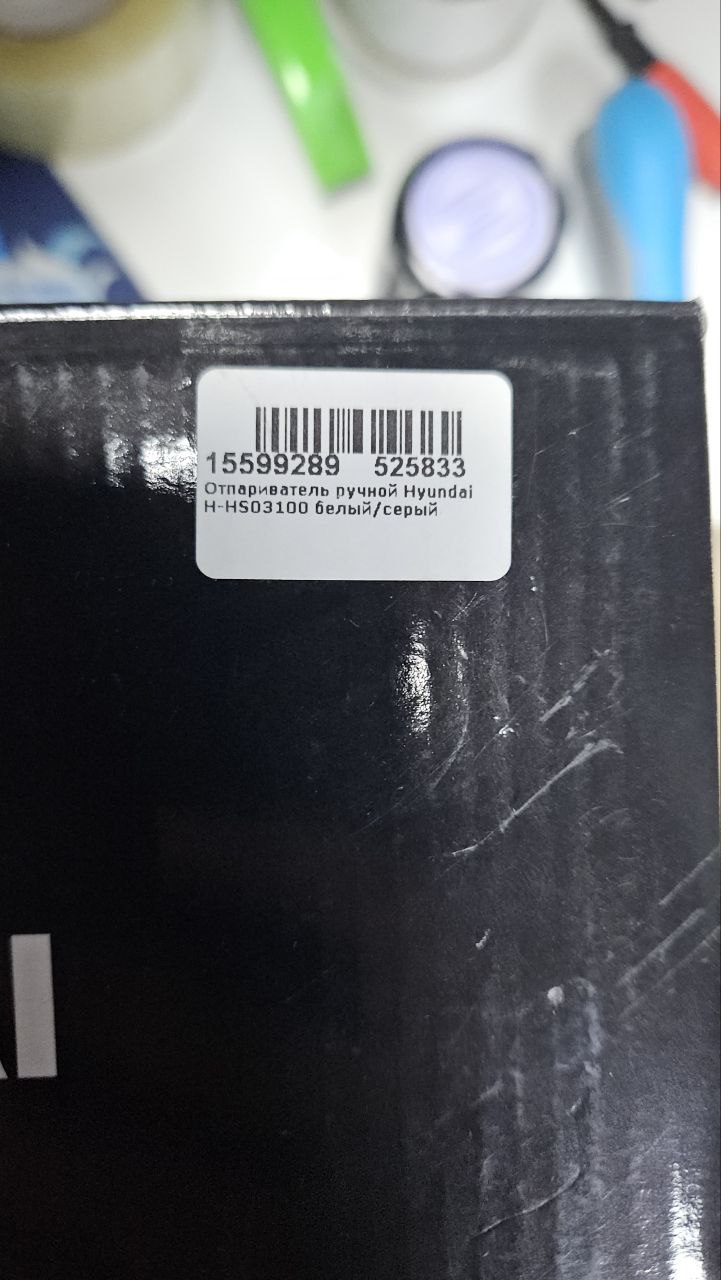 15599289 525833
Отпариватель ручной Hyundai
H-HS03100 белый/серый